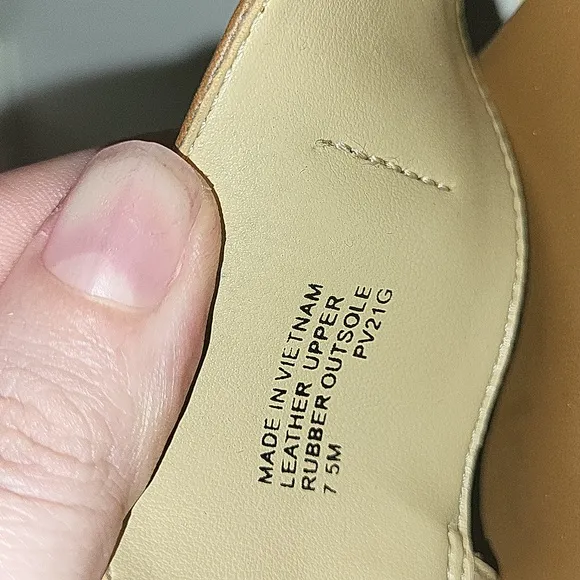 MADE IN VIETNAM
LEATHER UPPER
RUBBER OUTSOLE
7 5M PV21G